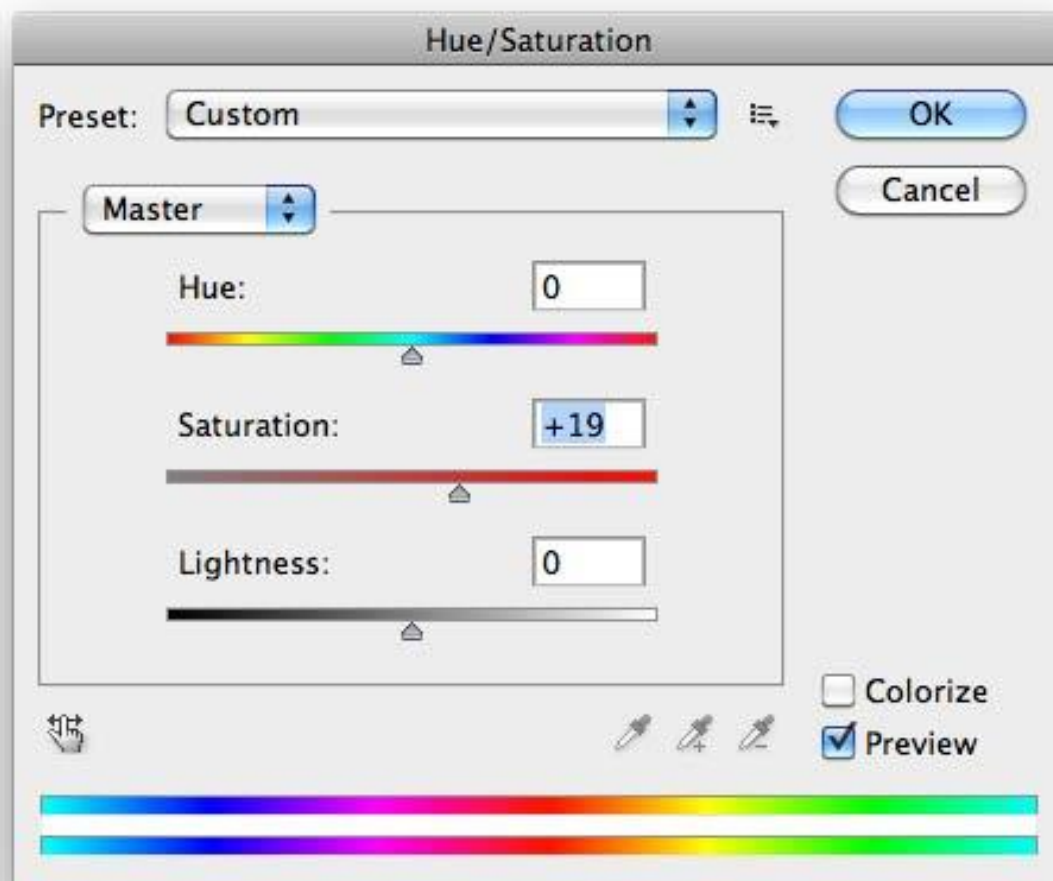 Hue/Saturation
Preset: Custom
OK
Cancel
Master
Hue: 0
Saturation: +19
Lightness: 0
Colorize
Preview